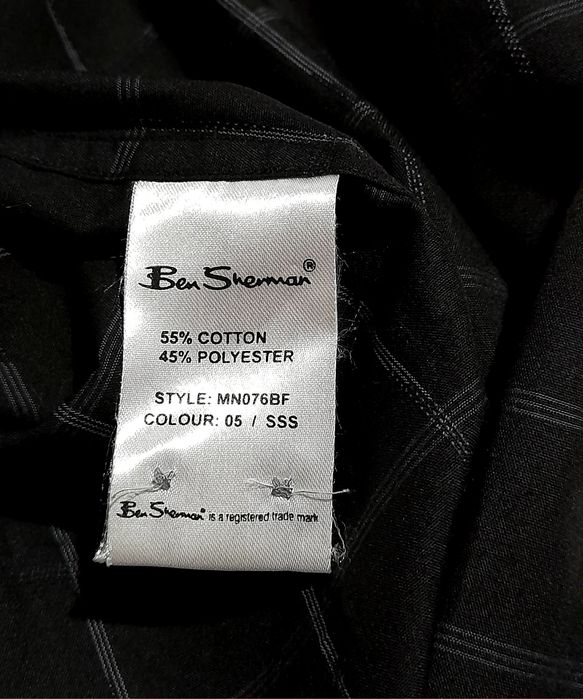 Ben Sherman®
55% COTTON
45% POLYESTER
STYLE: MN076BF
COLOUR: 05 / SSS
Ben Sherman is a registered trade mark